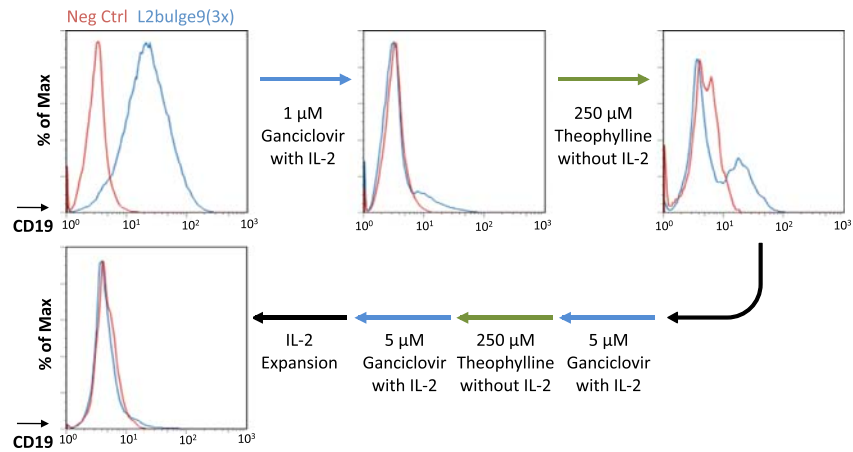 Neg Ctrl L2bulge9(3x)
% of Max
10⁰ 10¹ 10² 10³
CD19
1 µM
Ganciclovir
with IL-2
10⁰ 10¹ 10² 10³
250 µM
Theophylline
without IL-2
10⁰ 10¹ 10² 10³
% of Max
10⁰ 10¹ 10² 10³
CD19
IL-2
Expansion
5 µM
Ganciclovir
with IL-2
250 µM
Theophylline
without IL-2
5 µM
Ganciclovir
with IL-2